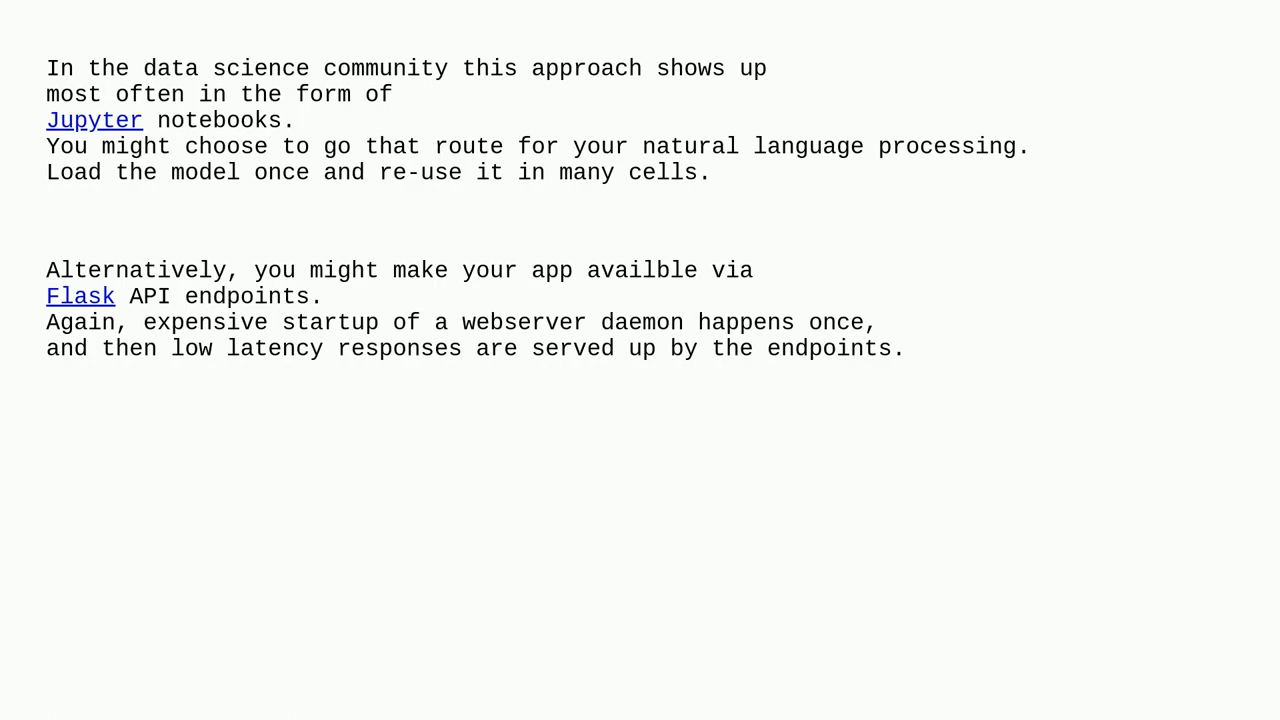 In the data science community this approach shows up
most often in the form of
Jupyter notebooks.
You might choose to go that route for your natural language processing.
Load the model once and re-use it in many cells.
Alternatively, you might make your app availble via
Flask API endpoints.
Again, expensive startup of a webserver daemon happens once,
and then low latency responses are served up by the endpoints.